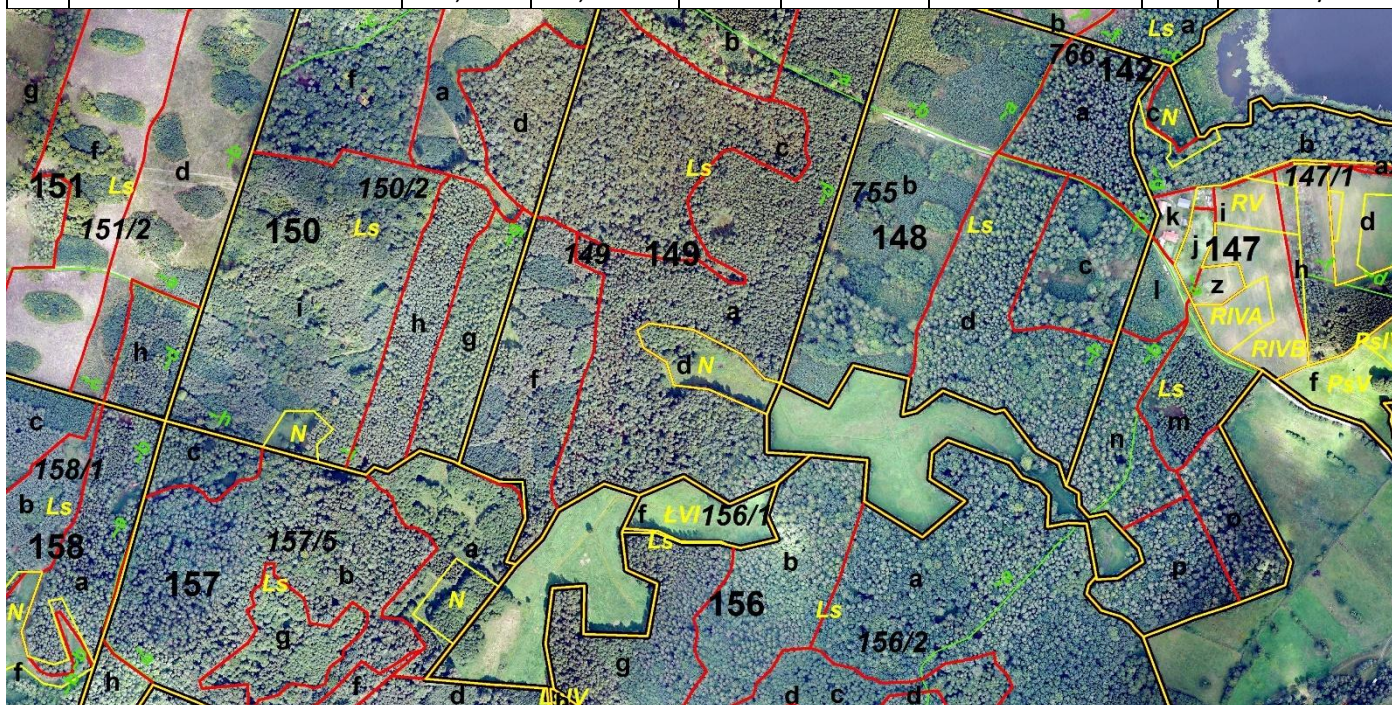 b
Ls
a
g
f
a
b
766
142
d
c
N
a
f
d
c
b
151
Ls
150/2
Ls
755
b
147/1
a
RV
d
151/2
150
Ls
Ls
148
k
i
j
147
h
149
149
c
z
i
a
l
RIVA
h
h
g
d
RIVB
PsI
f
d
N
f
PsV
c
N
c
Ls
m
n
158/1
b
Ls
f
ŁVI
156/1
157/5
a
Ls
b
p
o
158
a
157
Ls
b
N
a
156
Ls
N
g
156/2
f
h
f
d
g
d
c
d